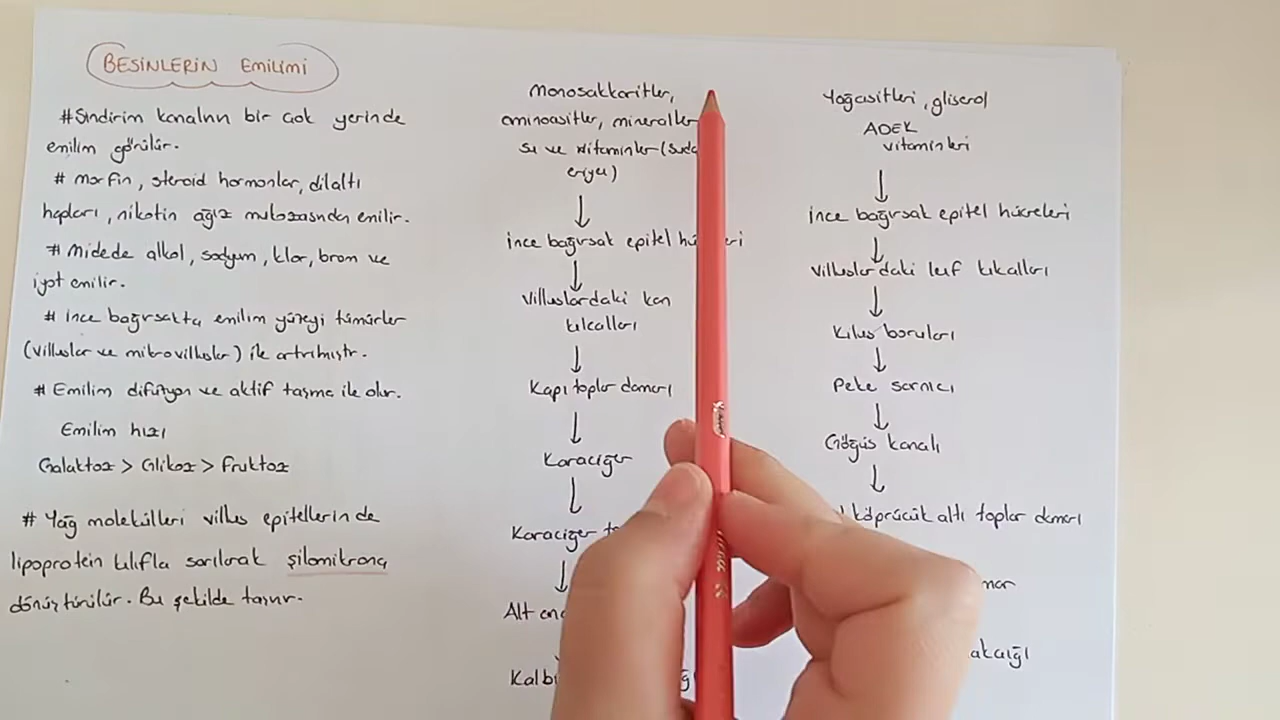 BESİNLERİN EMİLİMİ
#Sindirim kanalının bir çok yerinde
emilim görülür.
# Morfin, steroid hormonlar, dilaltı
hapları, nikotin ağız mukozasından emilir.
# Midede alkol, sodyum, klor, brom ve
iyot emilir.
# İnce bağırsakta emilim yüzeyi tümürler
(villuslar ve mikrovilluslar) ile artırılmıştır.
# Emilim difüzyon ve aktif taşıma ile olur.
Emilim hızı
Galaktoz > Glikoz > Fruktoz
# Yağ molekülleri villus epitellerinde
lipoprotein kılıfla sarılarak şilomikrona
dönüştürülür. Bu şekilde taşınır.
Monosakkaritler,
aminoasitler, mineraller
su ve vitaminler (suda
eriyen)
↓
İnce bağırsak epitel
↓
Villuslardaki kan
kılcalları
↓
Kapı toplar damarı
↓
Karaciğer
↓
Karaciğer
↓
Alt
Yağasitleri, gliserol
ADEK
vitaminleri
↓
İnce bağırsak epitel hücreleri
↓
Villuslardaki lenf kılcalları
↓
Kilus boruları
↓
Peke sarnıcı
↓
Göğüs kanalı
↓
köprücük altı toplar damarı